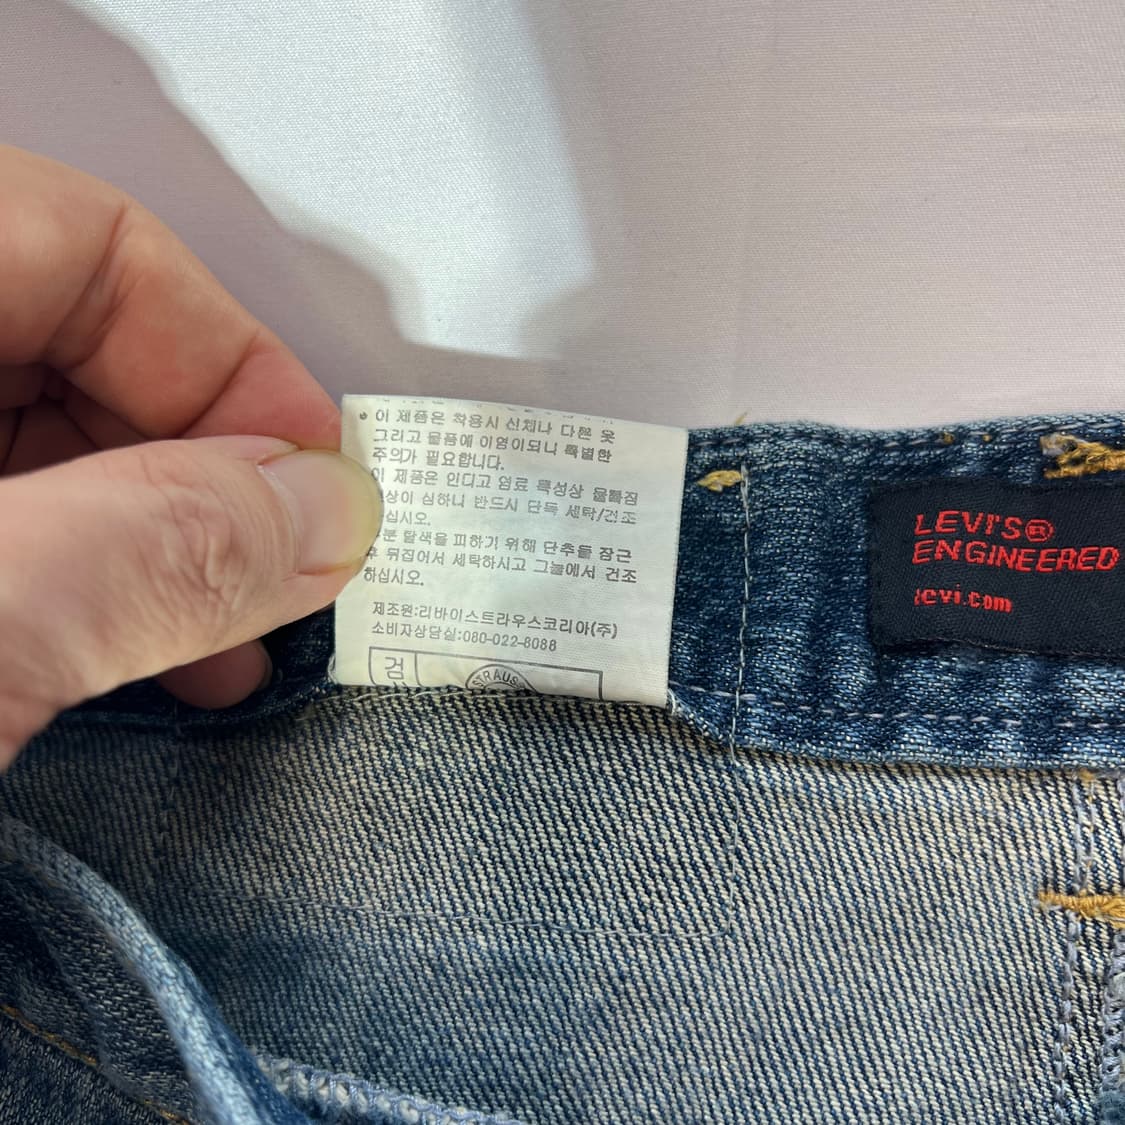 이 제품은 착용시 신체나 다른 옷
그리고 물품에 이염이되니 특별한
주의가 필요합니다.
이 제품은 인디고 염료 특성상 물빠짐
상이 심하니 반드시 단독 세탁/건조
십시오.
분 탈색을 피하기 위해 단추를 잠근
후 뒤집어서 세탁하시고 그늘에서 건조
하십시오.
제조원:리바이스트라우스코리아(주)
소비자상담실:080-022-8088
검
STRAUS
LEVI'S®
ENGINEERED
levi.com